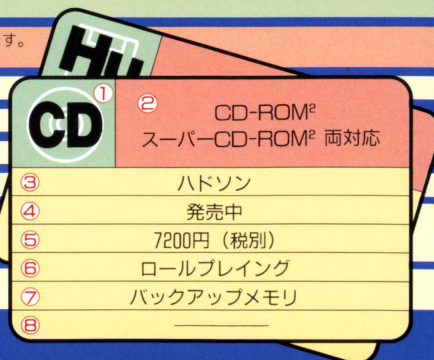 す。
Hu
CD
① ② CD-ROM²
スーパーCD-ROM² 両対応
③ ハドソン
④ 発売中
⑤ 7200円（税別）
⑥ ロールプレイング
⑦ バックアップメモリ
⑧ ————